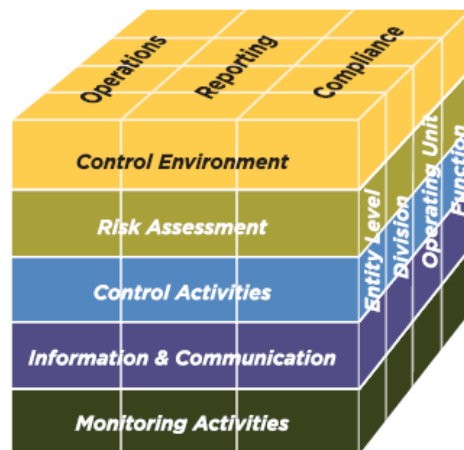 Operations
Reporting
Compliance
Control Environment
Risk Assessment
Control Activities
Information & Communication
Monitoring Activities
Entity Level
Division
Operating Unit
Function